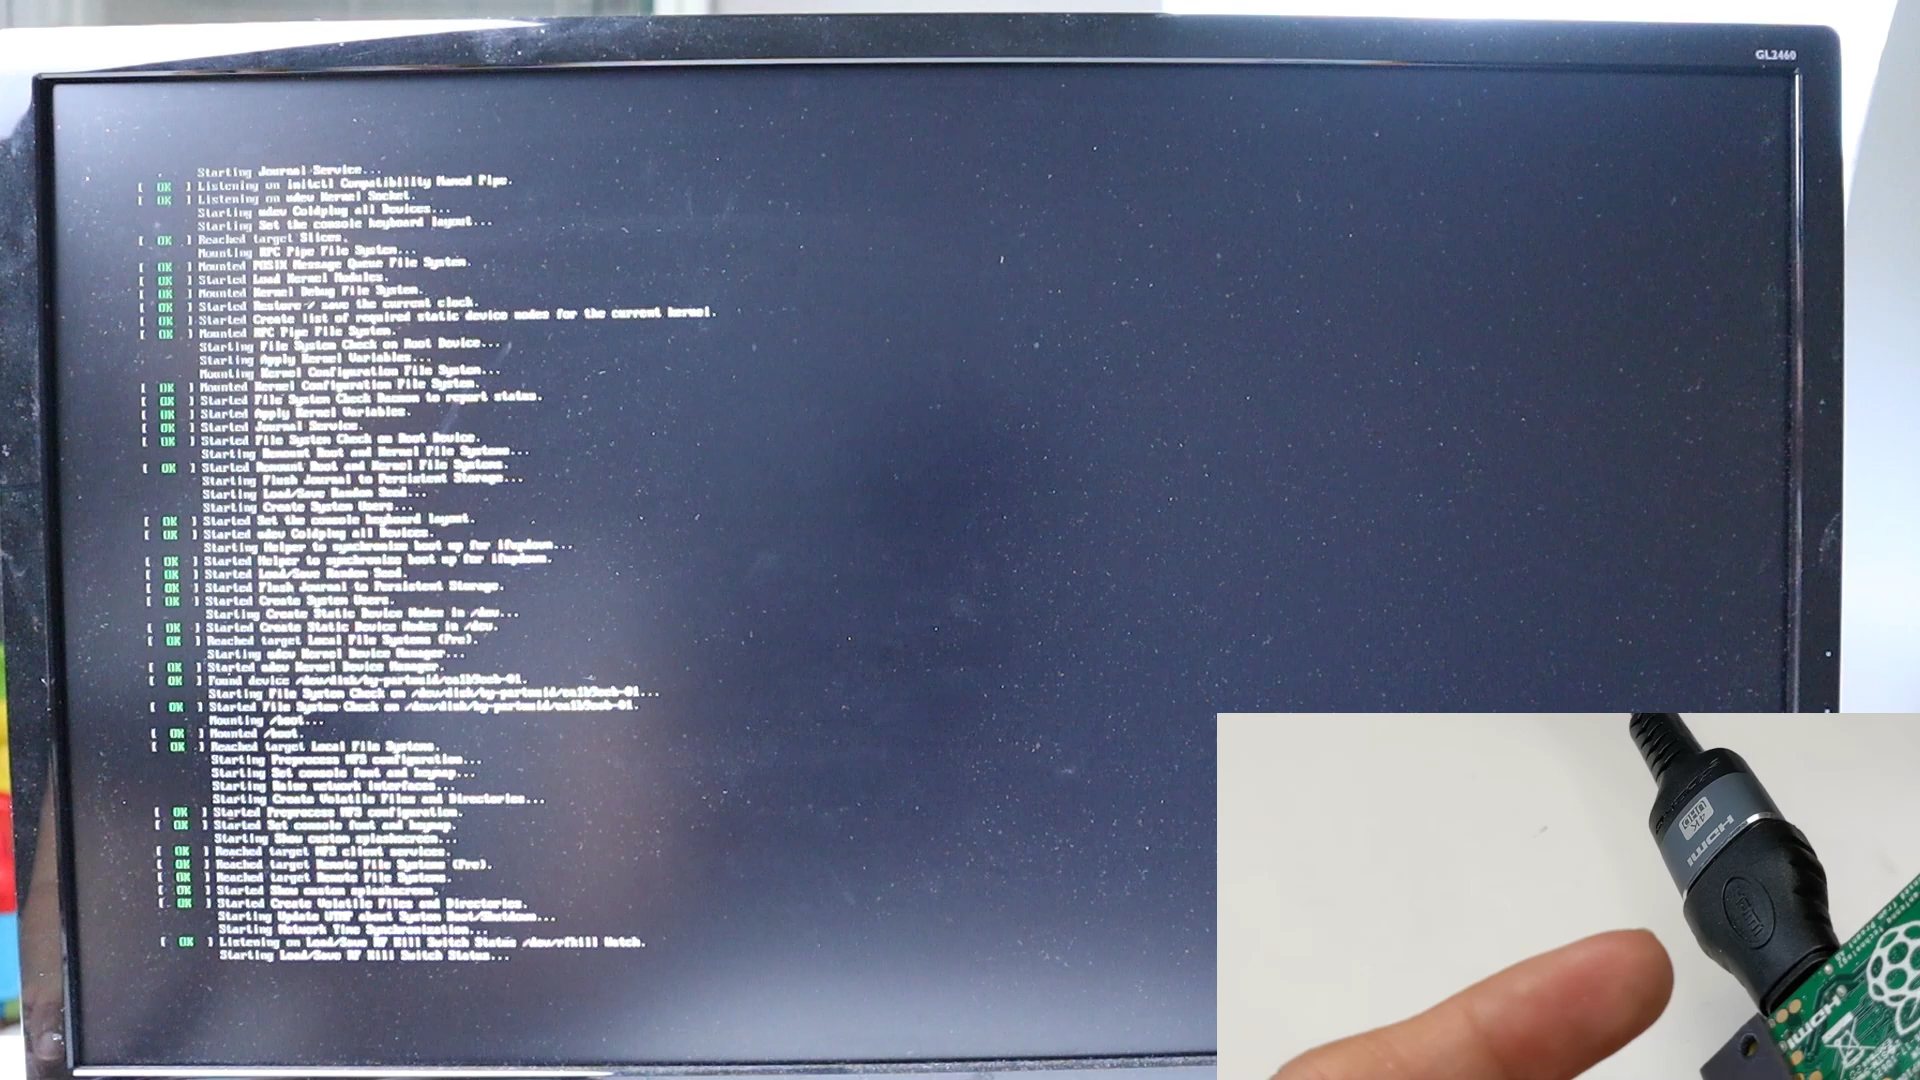 GL2460
Starting Journal Service...
[ OK ] Listening on initctl Compatibility Named Pipe.
[ OK ] Listening on udev Kernel Socket.
Starting udev Coldplug all Devices...
Starting Set the console keyboard layout...
[ OK ] Reached target Slices.
Mounting RPC Pipe File System...
[ OK ] Mounted POSIX Message Queue File System.
[ OK ] Started Load Kernel Modules.
[ OK ] Mounted Kernel Debug File System.
[ OK ] Started Restore / save the current clock.
[ OK ] Started Create list of required static device nodes for the current kernel.
[ OK ] Mounted RPC Pipe File System.
Starting File System Check on Root Device...
Starting Apply Kernel Variables...
Mounting Kernel Configuration File System...
[ OK ] Mounted Kernel Configuration File System.
[ OK ] Started File System Check Daemon to report status.
[ OK ] Started Apply Kernel Variables.
[ OK ] Started Journal Service.
[ OK ] Started File System Check on Root Device.
Starting Remount Root and Kernel File Systems...
[ OK ] Started Remount Root and Kernel File Systems.
Starting Flush Journal to Persistent Storage...
Starting Load/Save Random Seed...
Starting Create System Users...
[ OK ] Started Set the console keyboard layout.
[ OK ] Started udev Coldplug all Devices.
Starting Helper to synchronize boot up for ifupdown...
[ OK ] Started Helper to synchronize boot up for ifupdown.
[ OK ] Started Load/Save Random Seed.
[ OK ] Started Flush Journal to Persistent Storage.
[ OK ] Started Create System Users.
Starting Create Static Device Nodes in /dev...
[ OK ] Started Create Static Device Nodes in /dev.
[ OK ] Reached target Local File Systems (Pre).
Starting udev Kernel Device Manager...
[ OK ] Started udev Kernel Device Manager.
[ OK ] Found device
Starting File System Check on
[ OK ] Started File System Check on
Mounting /boot...
[ OK ] Mounted /boot.
[ OK ] Reached target Local File Systems.
Starting Preprocess NFS configuration...
Starting Set console font and keymap...
Starting Raise network interfaces...
Starting Create Volatile Files and Directories...
[ OK ] Started Preprocess NFS configuration.
[ OK ] Started Set console font and keymap.
Starting Show custom splashscreen...
[ OK ] Reached target NFS client services.
[ OK ] Reached target Remote File Systems (Pre).
[ OK ] Reached target Remote File Systems.
[ OK ] Started Show custom splashscreen.
[ OK ] Started Create Volatile Files and Directories.
Starting Update UTMP about System Boot/Shutdown...
Starting Network Time Synchronization...
[ OK ] Listening on Load/Save RF Kill Switch Status /dev/rfkill Watch.
Starting Load/Save RF Kill Switch Status...
4K
UHD
HDMI
HDMI